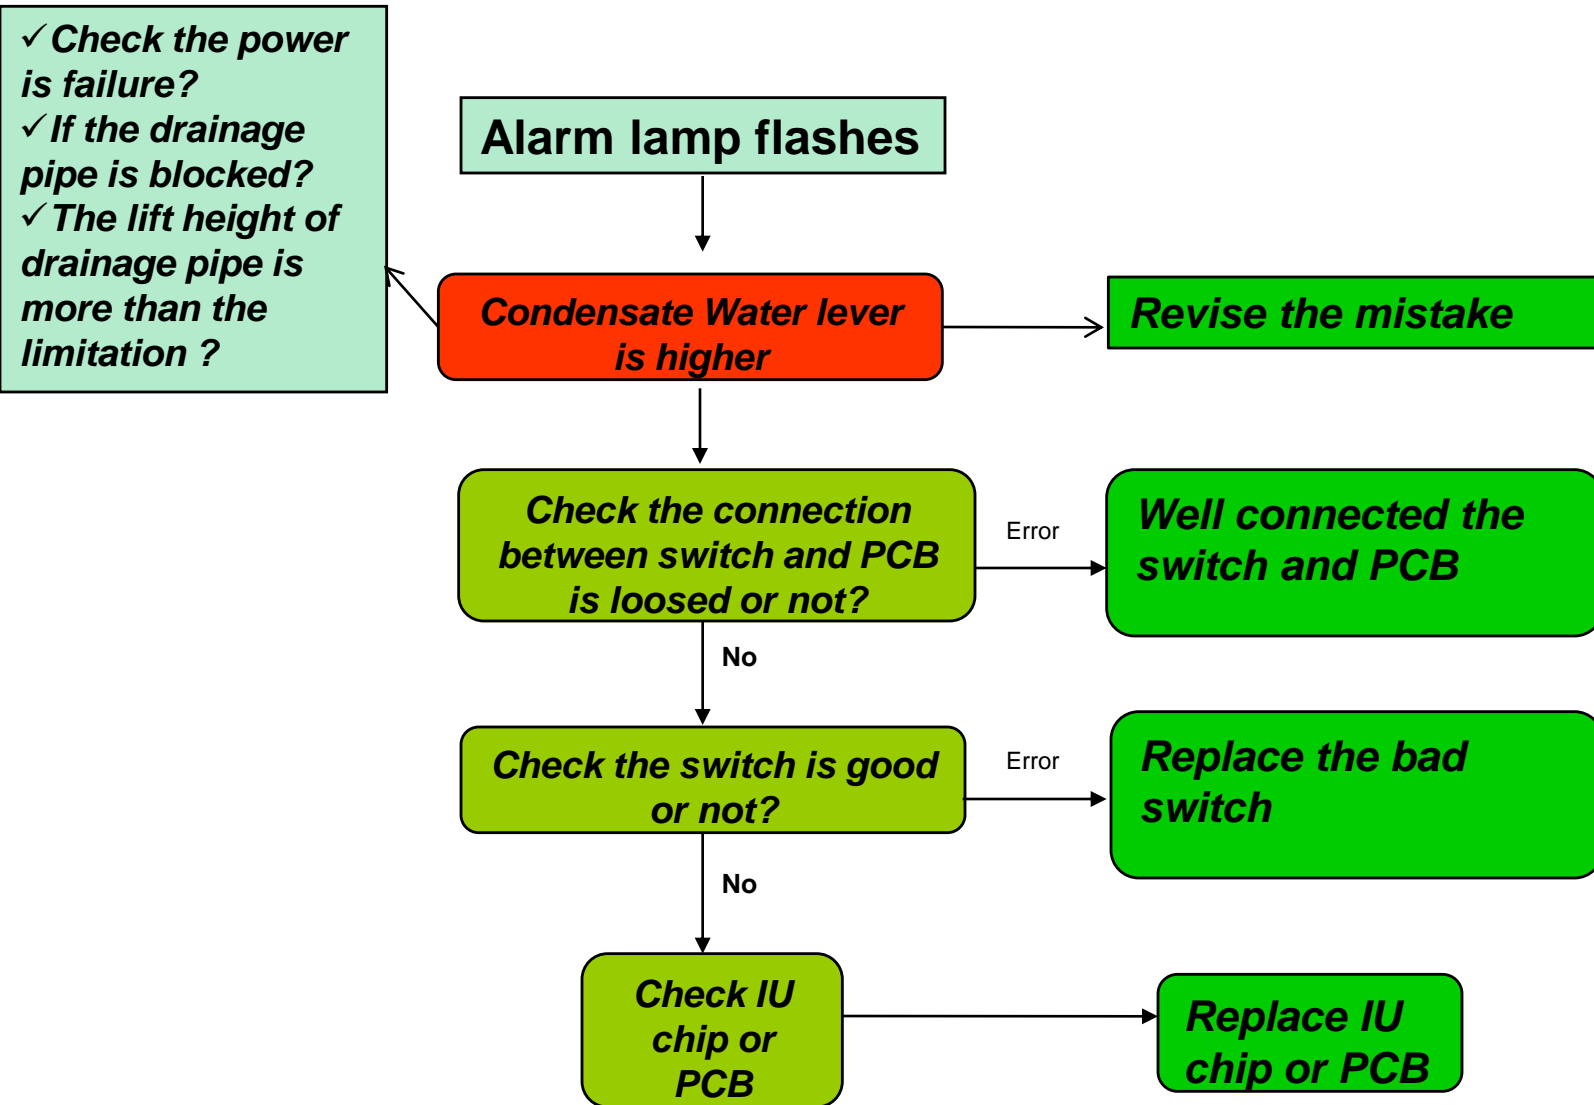 ✓Check the power
is failure?
✓If the drainage
pipe is blocked?
✓The lift height of
drainage pipe is
more than the
limitation ?
Alarm lamp flashes
Condensate Water lever
is higher
Revise the mistake
Check the connection
between switch and PCB
is loosed or not?
Error
Well connected the
switch and PCB
No
Check the switch is good
or not?
Error
Replace the bad
switch
No
Check IU
chip or
PCB
Replace IU
chip or PCB